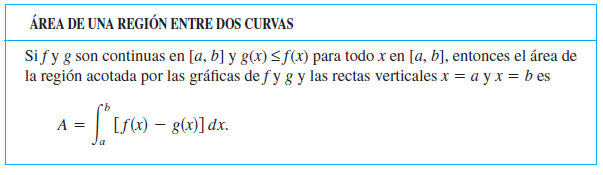 ÁREA DE UNA REGIÓN ENTRE DOS CURVAS
Si f y g son continuas en [a, b] y g(x) ≤ f(x) para todo x en [a, b], entonces el área de
la región acotada por las gráficas de f y g y las rectas verticales x = a y x = b es
A = ∫_a^b [f(x) − g(x)] dx.